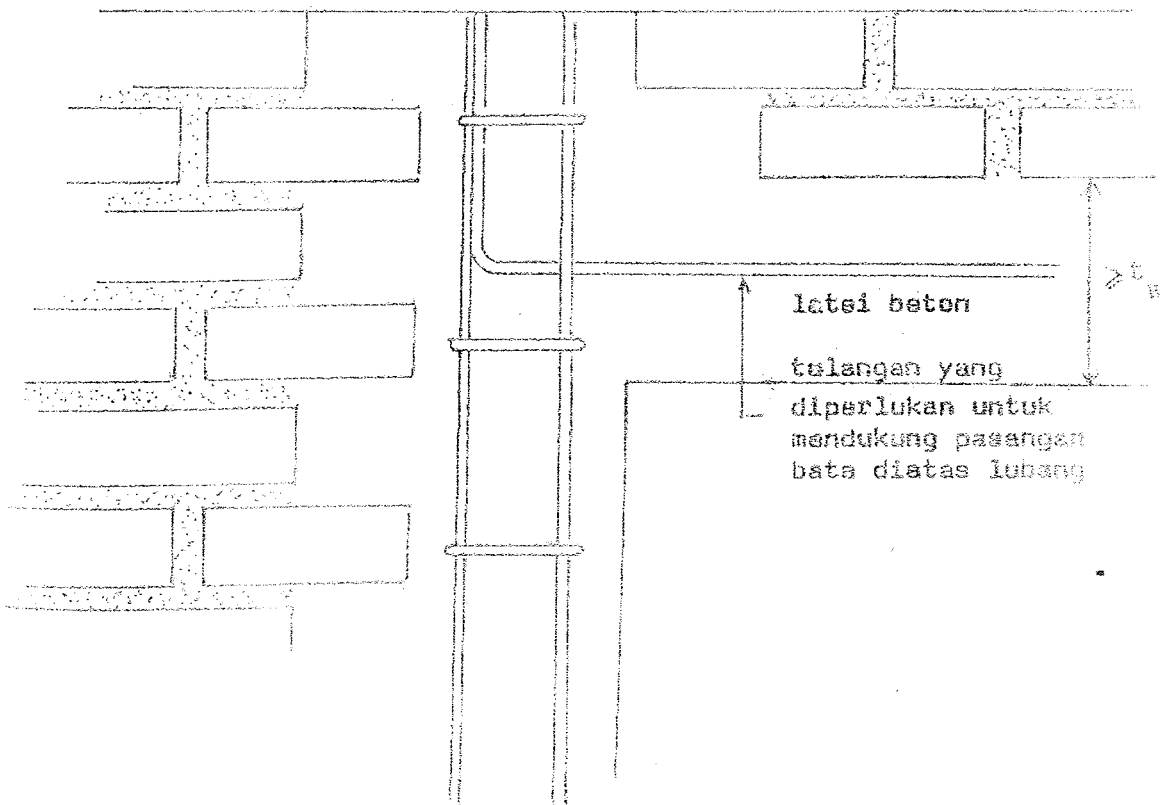 latei beton
tulangan yang
diperlukan untuk
mendukung pasangan
bata diatas lubang
≥ t